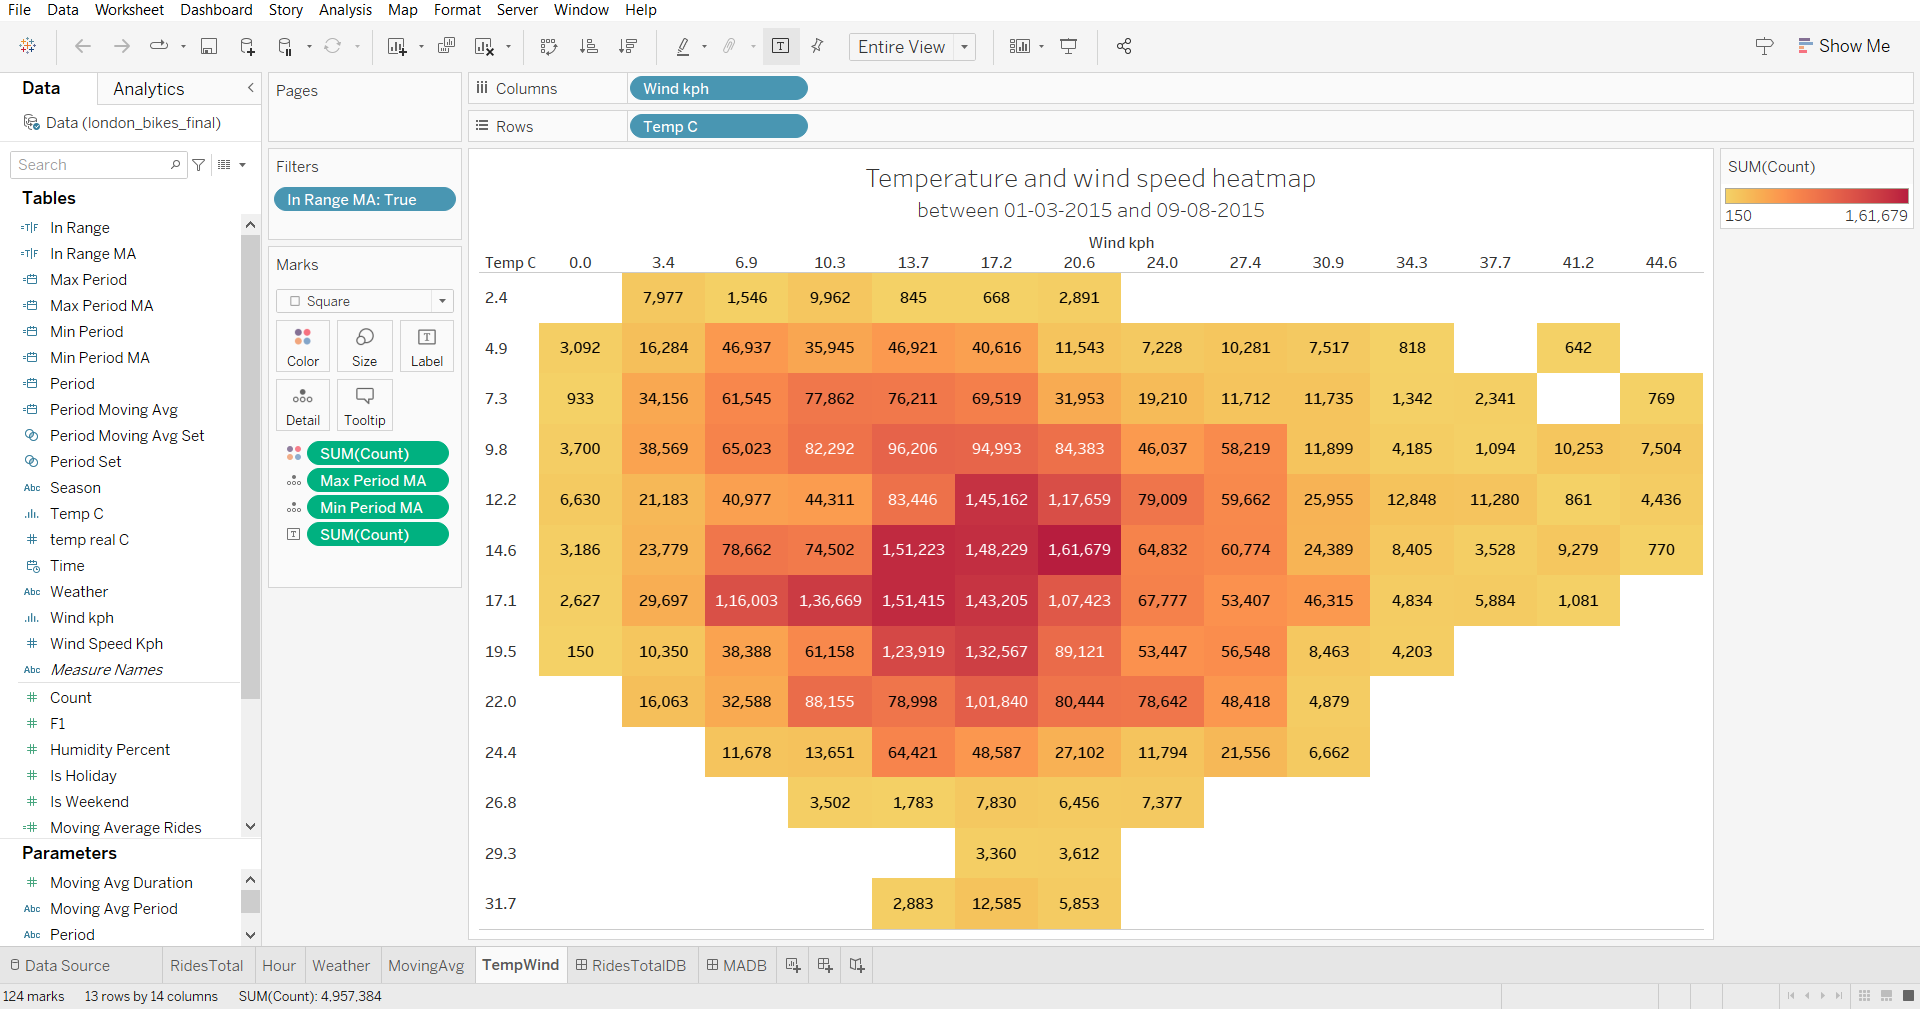 File Data Worksheet Dashboard Story Analysis Map Format Server Window Help
Entire View
Show Me
Data Analytics
Data (london_bikes_final)
Search
Tables
=T|F In Range
=T|F In Range MA
Max Period
Max Period MA
Min Period
Min Period MA
Period
Period Moving Avg
Period Moving Avg Set
Period Set
Abc Season
Temp C
# temp real C
Time
Abc Weather
Wind kph
# Wind Speed Kph
Abc Measure Names
# Count
# F1
# Humidity Percent
# Is Holiday
# Is Weekend
=# Moving Average Rides
Parameters
# Moving Avg Duration
Abc Moving Avg Period
Abc Period
Pages
Filters
In Range MA: True
Marks
Square
Color Size Label
Detail Tooltip
SUM(Count)
Max Period MA
Min Period MA
SUM(Count)
Columns Wind kph
Rows Temp C
Temperature and wind speed heatmap
between 01-03-2015 and 09-08-2015
Wind kph
Temp C 0.0 3.4 6.9 10.3 13.7 17.2 20.6 24.0 27.4 30.9 34.3 37.7 41.2 44.6
2.4 7,977 1,546 9,962 845 668 2,891
4.9 3,092 16,284 46,937 35,945 46,921 40,616 11,543 7,228 10,281 7,517 818 642
7.3 933 34,156 61,545 77,862 76,211 69,519 31,953 19,210 11,712 11,735 1,342 2,341 769
9.8 3,700 38,569 65,023 82,292 96,206 94,993 84,383 46,037 58,219 11,899 4,185 1,094 10,253 7,504
12.2 6,630 21,183 40,977 44,311 83,446 1,45,162 1,17,659 79,009 59,662 25,955 12,848 11,280 861 4,436
14.6 3,186 23,779 78,662 74,502 1,51,223 1,48,229 1,61,679 64,832 60,774 24,389 8,405 3,528 9,279 770
17.1 2,627 29,697 1,16,003 1,36,669 1,51,415 1,43,205 1,07,423 67,777 53,407 46,315 4,834 5,884 1,081
19.5 150 10,350 38,388 61,158 1,23,919 1,32,567 89,121 53,447 56,548 8,463 4,203
22.0 16,063 32,588 88,155 78,998 1,01,840 80,444 78,642 48,418 4,879
24.4 11,678 13,651 64,421 48,587 27,102 11,794 21,556 6,662
26.8 3,502 1,783 7,830 6,456 7,377
29.3 3,360 3,612
31.7 2,883 12,585 5,853
SUM(Count)
150 1,61,679
Data Source RidesTotal Hour Weather MovingAvg TempWind RidesTotalDB MADB
124 marks 13 rows by 14 columns SUM(Count): 4,957,384